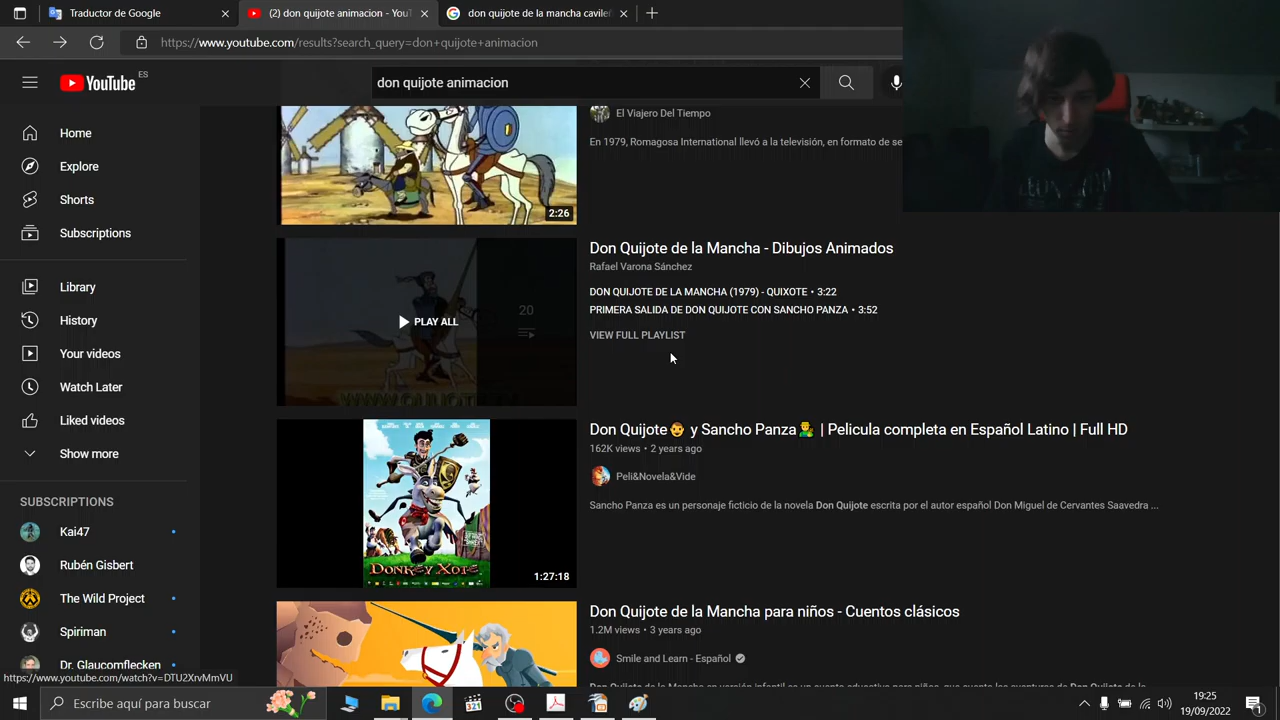 Traductor de Google
(2) don quijote animacion - YouT
don quijote de la mancha cavile
https://www.youtube.com/results?search_query=don+quijote+animacion
YouTube ES
don quijote animacion
Home
Explore
Shorts
Subscriptions
Library
History
Your videos
Watch Later
Liked videos
Show more
SUBSCRIPTIONS
Kai47
Rubén Gisbert
The Wild Project
Spiriman
Dr. Glaucomflecken
El Viajero Del Tiempo
En 1979, Romagosa International llevó a la televisión, en formato de se
2:26
Don Quijote de la Mancha - Dibujos Animados
Rafael Varona Sánchez
DON QUIJOTE DE LA MANCHA (1979) - QUIXOTE • 3:22
PRIMERA SALIDA DE DON QUIJOTE CON SANCHO PANZA • 3:52
VIEW FULL PLAYLIST
PLAY ALL
20
Don Quijote👨 y Sancho Panza👨‍🌾 | Pelicula completa en Español Latino | Full HD
162K views • 2 years ago
Peli&Novela&Vide
Sancho Panza es un personaje ficticio de la novela Don Quijote escrita por el autor español Don Miguel de Cervantes Saavedra ...
DONKEY XOTE
1:27:18
Don Quijote de la Mancha para niños - Cuentos clásicos
1.2M views • 3 years ago
Smile and Learn - Español
https://www.youtube.com/watch?v=DTU2XrvMmVU
Escribe aquí para buscar
321
19:25
19/09/2022
1